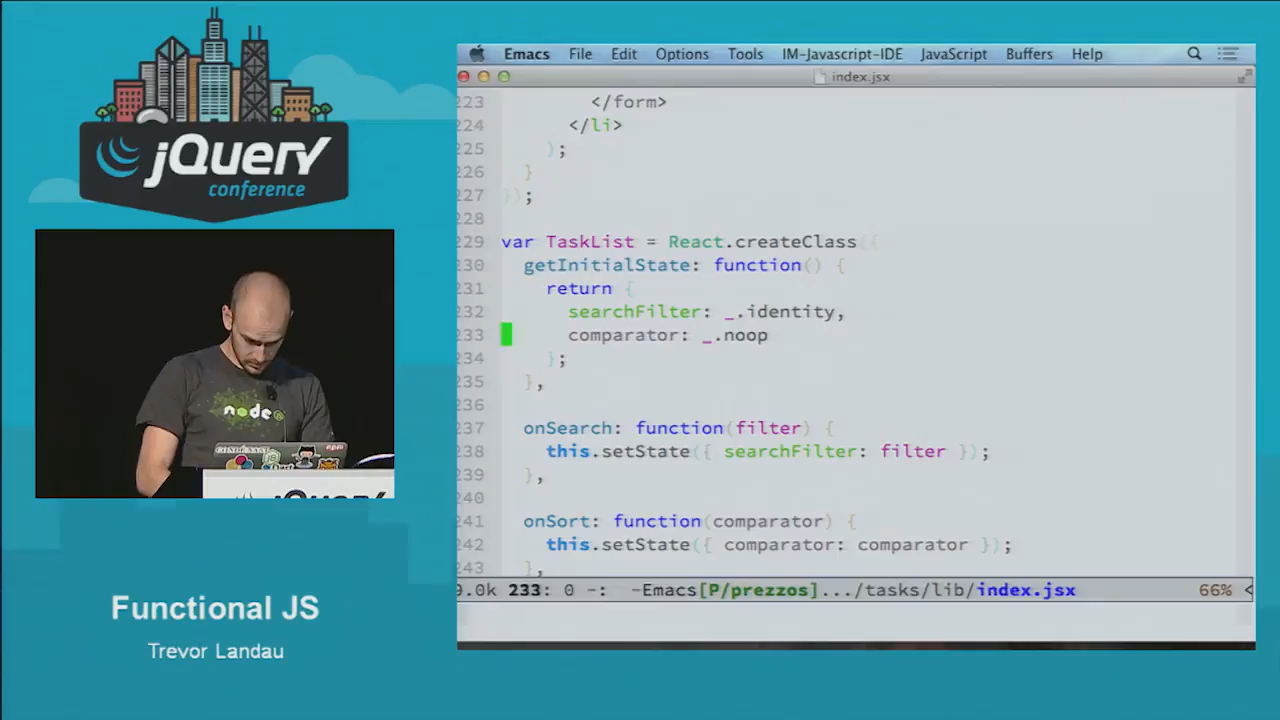 jQuery
conference
node
jQuery
Functional JS
Trevor Landau
Emacs File Edit Options Tools IM-Javascript-IDE JavaScript Buffers Help
index.jsx
223 </form>
224 </li>
225 );
226 }
227 });
228
229 var TaskList = React.createClass({
230 getInitialState: function() {
231 return {
232 searchFilter: _.identity,
233 comparator: _.noop
234 };
235 },
236
237 onSearch: function(filter) {
238 this.setState({ searchFilter: filter });
239 },
240
241 onSort: function(comparator) {
242 this.setState({ comparator: comparator });
243 },
9.0k 233: 0 -: -Emacs[P/prezzos].../tasks/lib/index.jsx 66% <